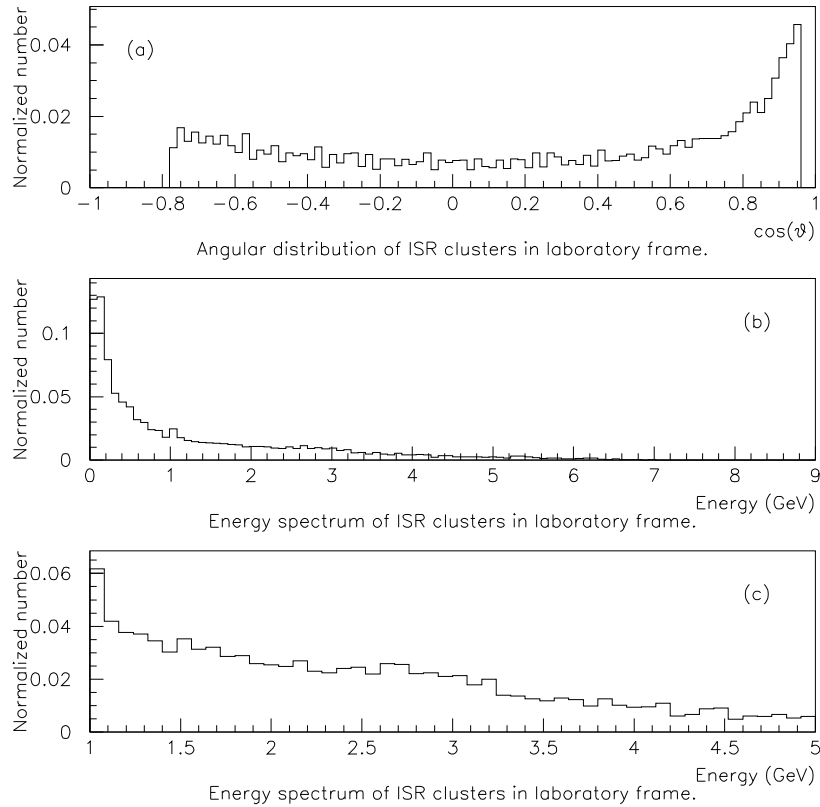 Normalized number
0.04
0.02
0
(a)
-1 -0.8 -0.6 -0.4 -0.2 0 0.2 0.4 0.6 0.8 1
cos(ϑ)
Angular distribution of ISR clusters in laboratory frame.
Normalized number
0.1
0.05
0
(b)
0 1 2 3 4 5 6 7 8 9
Energy (GeV)
Energy spectrum of ISR clusters in laboratory frame.
Normalized number
0.06
0.04
0.02
0
(c)
1 1.5 2 2.5 3 3.5 4 4.5 5
Energy (GeV)
Energy spectrum of ISR clusters in laboratory frame.